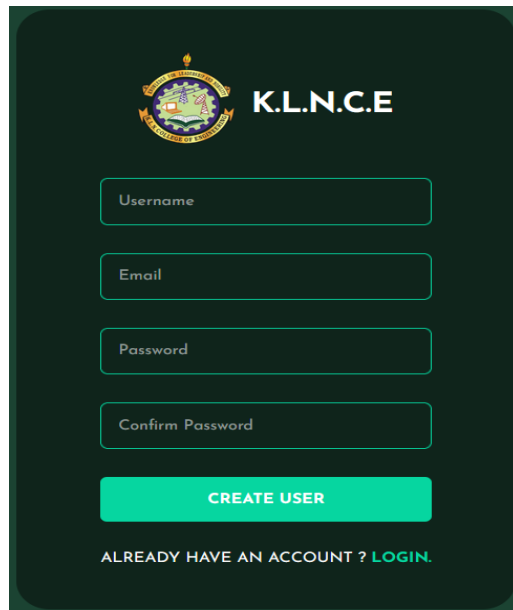 K.L.N.C.E
Username
Email
Password
Confirm Password
CREATE USER
ALREADY HAVE AN ACCOUNT ? LOGIN.